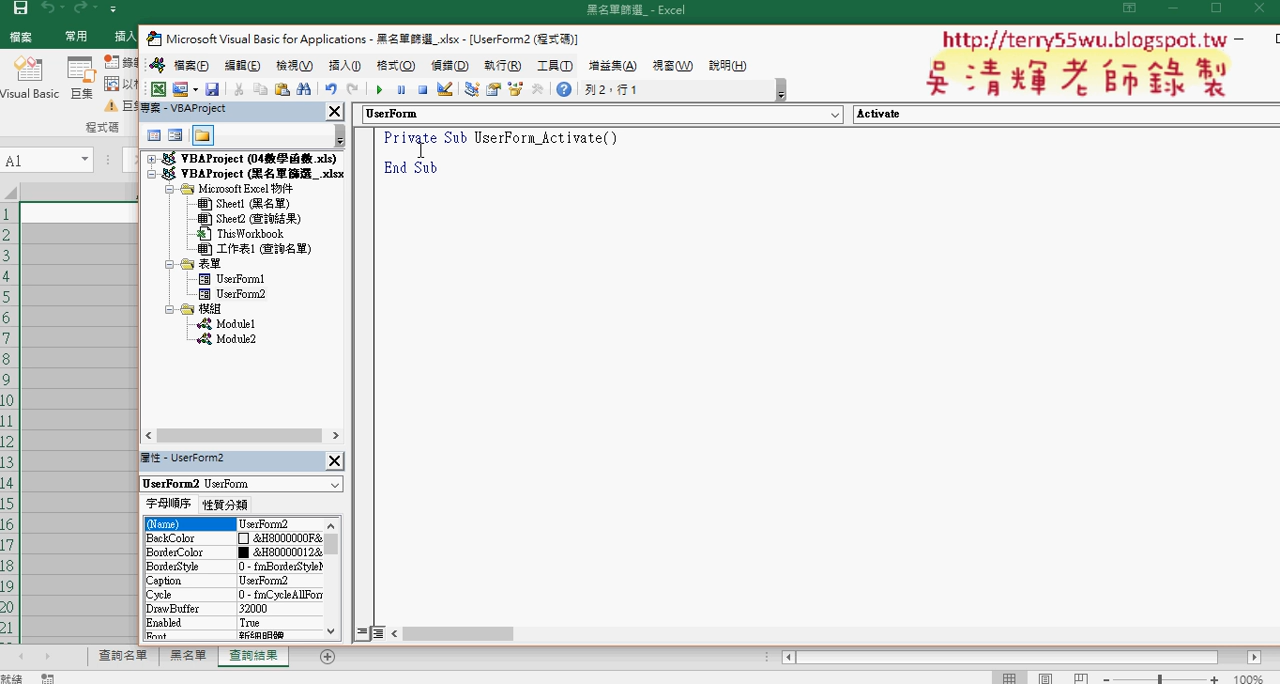 黑名單篩選_ - Excel
檔案 常用 插入
Visual Basic 巨集
程式碼
Microsoft Visual Basic for Applications - 黑名單篩選_.xlsx - [UserForm2 (程式碼)]
http://terry55wu.blogspot.tw
吳清輝老師錄製
檔案(F) 編輯(E) 檢視(V) 插入(I) 格式(O) 偵錯(D) 執行(R) 工具(T) 增益集(A) 視窗(W) 說明(H)
列 2，行 1
專案 - VBAProject
UserForm
Activate
Private Sub UserForm_Activate()
End Sub
A1
VBAProject (04數學函數.xls)
VBAProject (黑名單篩選_.xlsx
Microsoft Excel 物件
Sheet1 (黑名單)
Sheet2 (查詢結果)
ThisWorkbook
工作表1 (查詢名單)
表單
UserForm1
UserForm2
模組
Module1
Module2
屬性 - UserForm2
UserForm2 UserForm
字母順序 性質分類
(Name) UserForm2
BackColor &H8000000F&
BorderColor &H80000012&
BorderStyle 0 - fmBorderStyleN
Caption UserForm2
Cycle 0 - fmCycleAllForm
DrawBuffer 32000
Enabled True
Font 新細明體
1
2
3
4
5
6
7
8
9
10
11
12
13
14
15
16
17
18
19
20
21
查詢名單 黑名單 查詢結果
就緒
100%